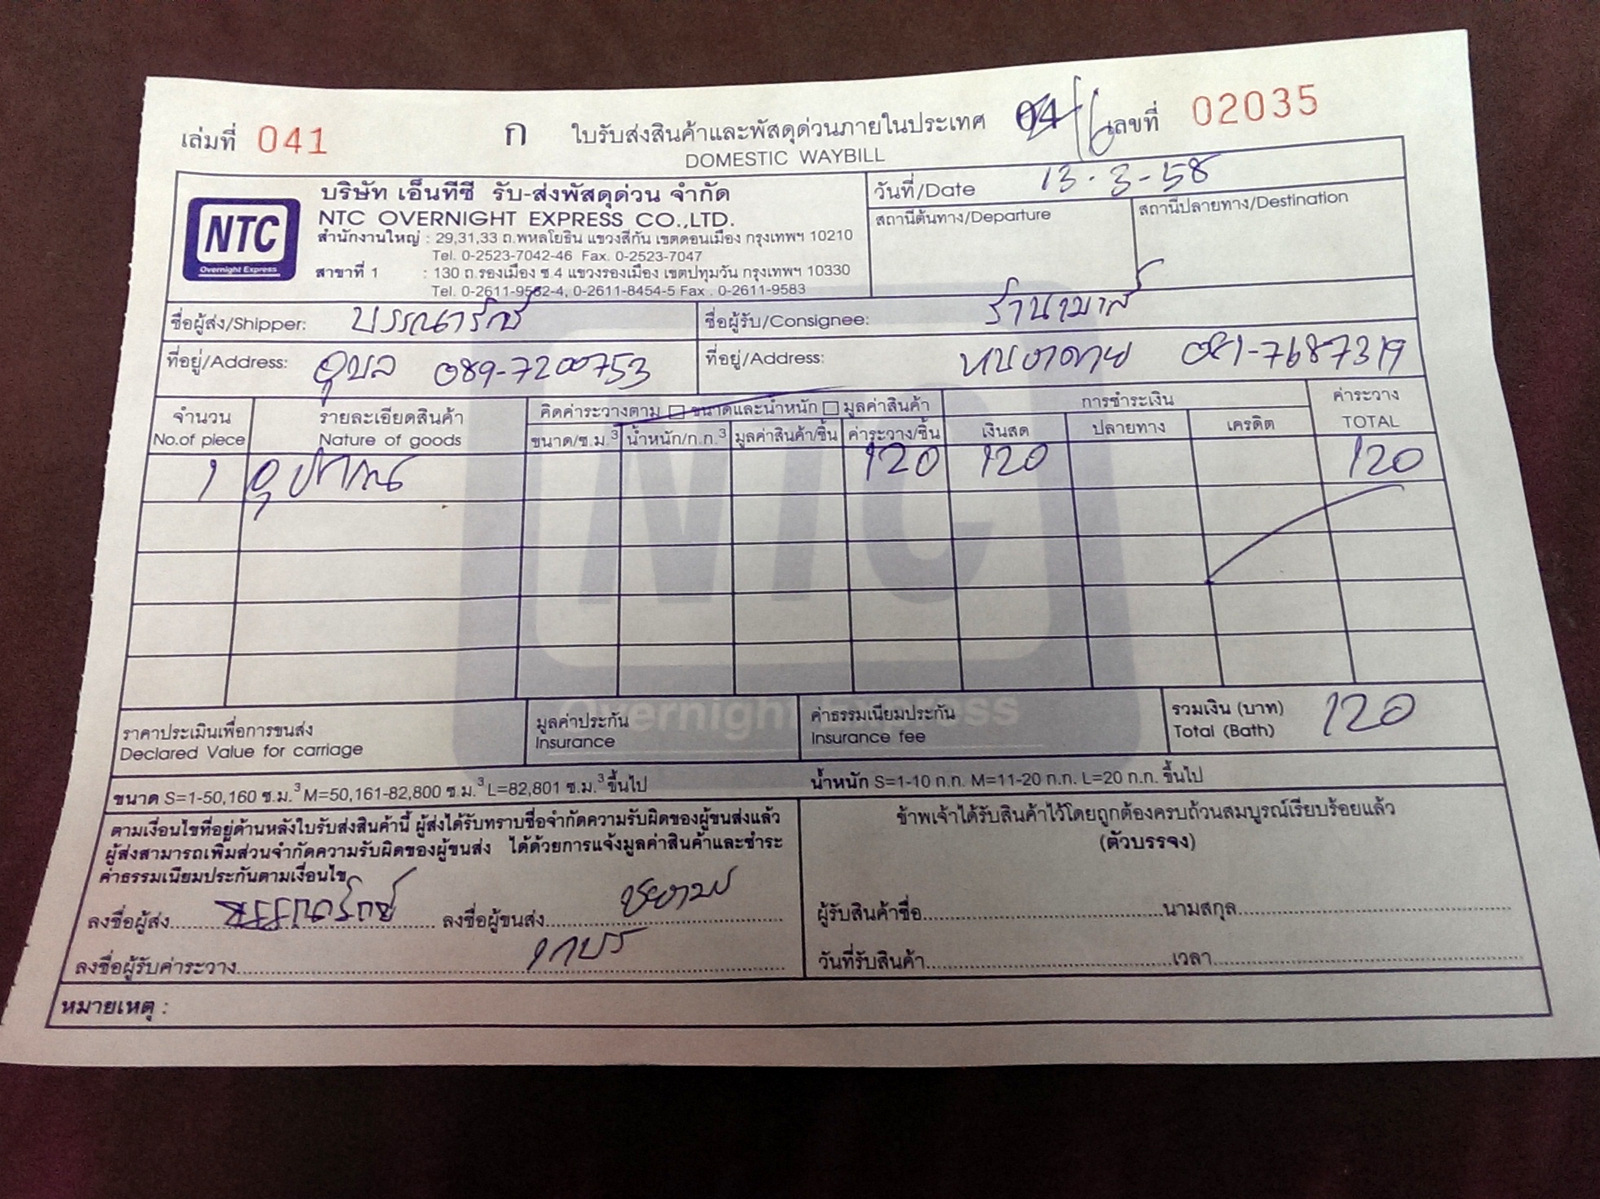 เล่มที่ 041 ก ใบรับส่งสินค้าและพัสดุด่วนภายในประเทศ เลขที่ 02035
DOMESTIC WAYBILL
NTC
Overnight Express
บริษัท เอ็นทีซี รับ-ส่งพัสดุด่วน จำกัด
NTC OVERNIGHT EXPRESS CO.,LTD.
สำนักงานใหญ่ : 29,31,33 ถ.พหลโยธิน แขวงสีกัน เขตดอนเมือง กรุงเทพฯ 10210
Tel. 0-2523-7042-46 Fax. 0-2523-7047
สาขาที่ 1 : 130 ถ.รองเมือง ซ.4 แขวงรองเมือง เขตปทุมวัน กรุงเทพฯ 10330
Tel. 0-2611-9582-4, 0-2611-8454-5 Fax . 0-2611-9583
วันที่/Date 13-3-58
สถานีต้นทาง/Departure สถานีปลายทาง/Destination
ชื่อผู้ส่ง/Shipper: บรรณารักษ์ ชื่อผู้รับ/Consignee:
ที่อยู่/Address: อุบล 089-7200753 ที่อยู่/Address: 081-7687319
จำนวน รายละเอียดสินค้า คิดค่าระวางตาม ขนาดและน้ำหนัก มูลค่าสินค้า การชำระเงิน ค่าระวาง
No.of piece Nature of goods ขนาด/ซ.ม.3 น้ำหนัก/ก.ก.3 มูลค่าสินค้า/ชิ้น ค่าระวาง/ชิ้น เงินสด ปลายทาง เครดิต TOTAL
1 120 120 120
ราคาประเมินเพื่อการขนส่ง มูลค่าประกัน ค่าธรรมเนียมประกัน รวมเงิน (บาท) 120
Declared Value for carriage Insurance Insurance fee Total (Bath)
ขนาด S=1-50,160 ซ.ม.3 M=50,161-82,800 ซ.ม.3 L=82,801 ซ.ม.3 ขึ้นไป น้ำหนัก S=1-10 ก.ก. M=11-20 ก.ก. L=20 ก.ก. ขึ้นไป
ตามเงื่อนไขที่อยู่ด้านหลังใบรับส่งสินค้านี้ ผู้ส่งได้รับทราบข้อจำกัดความรับผิดของผู้ขนส่งแล้ว
ผู้ส่งสามารถเพิ่มส่วนจำกัดความรับผิดของผู้ขนส่ง ได้ด้วยการแจ้งมูลค่าสินค้าและชำระ
ค่าธรรมเนียมประกันตามเงื่อนไข
ลงชื่อผู้ส่ง บรรณารักษ์ ลงชื่อผู้ขนส่ง
ลงชื่อผู้รับค่าระวาง
ข้าพเจ้าได้รับสินค้าไว้โดยถูกต้องครบถ้วนสมบูรณ์เรียบร้อยแล้ว
(ตัวบรรจง)
ผู้รับสินค้าชื่อ นามสกุล
วันที่รับสินค้า เวลา
หมายเหตุ :